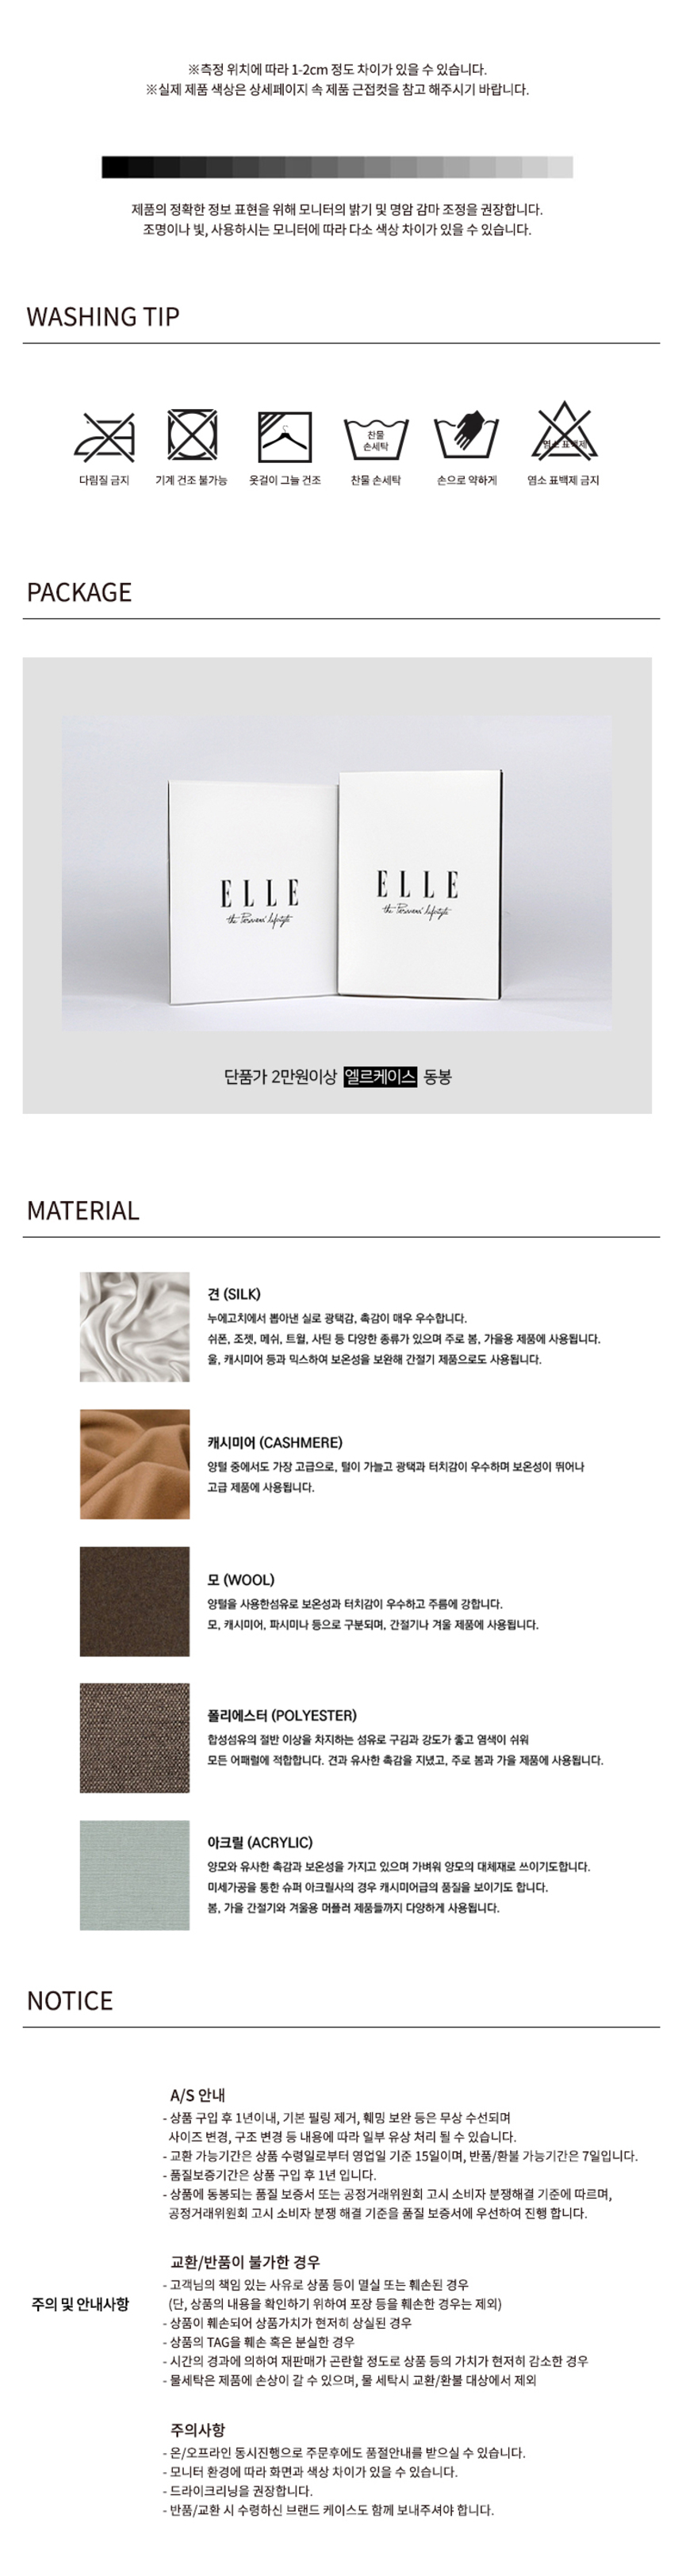 ※측정 위치에 따라 1-2cm 정도 차이가 있을 수 있습니다.
※실제 제품 색상은 상세페이지 속 제품 근접컷을 참고 해주시기 바랍니다.
제품의 정확한 정보 표현을 위해 모니터의 밝기 및 명암 감마 조정을 권장합니다.
조명이나 빛, 사용하시는 모니터에 따라 다소 색상 차이가 있을 수 있습니다.
WASHING TIP
찬물
손세탁
염소 표백제
다림질 금지
기계 건조 불가능
옷걸이 그늘 건조
찬물 손세탁
손으로 약하게
염소 표백제 금지
PACKAGE
ELLE
ELLE
단품가 2만원이상 엘르케이스 동봉
MATERIAL
견 (SILK)
누에고치에서 뽑아낸 실로 광택감, 촉감이 매우 우수합니다.
쉬폰, 조젯, 메쉬, 트윌, 사틴 등 다양한 종류가 있으며 주로 봄, 가을용 제품에 사용됩니다.
울, 캐시미어 등과 믹스하여 보온성을 보완해 간절기 제품으로도 사용됩니다.
캐시미어 (CASHMERE)
양털 중에서도 가장 고급으로, 털이 가늘고 광택과 터치감이 우수하며 보온성이 뛰어나
고급 제품에 사용됩니다.
모 (WOOL)
양털을 사용한섬유로 보온성과 터치감이 우수하고 주름에 강합니다.
모, 캐시미어, 파시미나 등으로 구분되며, 간절기나 겨울 제품에 사용됩니다.
폴리에스터 (POLYESTER)
합성섬유의 절반 이상을 차지하는 섬유로 구김과 강도가 좋고 염색이 쉬워
모든 어패럴에 적합합니다. 견과 유사한 촉감을 지녔고, 주로 봄과 가을 제품에 사용됩니다.
아크릴 (ACRYLIC)
양모와 유사한 촉감과 보온성을 가지고 있으며 가벼워 양모의 대체재로 쓰이기도합니다.
미세가공을 통한 슈퍼 아크릴사의 경우 캐시미어급의 품질을 보이기도 합니다.
봄, 가을 간절기와 겨울용 머플러 제품들까지 다양하게 사용됩니다.
NOTICE
주의 및 안내사항
A/S 안내
- 상품 구입 후 1년이내, 기본 필링 제거, 훼밍 보완 등은 무상 수선되며
사이즈 변경, 구조 변경 등 내용에 따라 일부 유상 처리 될 수 있습니다.
- 교환 가능기간은 상품 수령일로부터 영업일 기준 15일이며, 반품/환불 가능기간은 7일입니다.
- 품질보증기간은 상품 구입 후 1년 입니다.
- 상품에 동봉되는 품질 보증서 또는 공정거래위원회 고시 소비자 분쟁해결 기준에 따르며,
공정거래위원회 고시 소비자 분쟁 해결 기준을 품질 보증서에 우선하여 진행 합니다.
교환/반품이 불가한 경우
- 고객님의 책임 있는 사유로 상품 등이 멸실 또는 훼손된 경우
(단, 상품의 내용을 확인하기 위하여 포장 등을 훼손한 경우는 제외)
- 상품이 훼손되어 상품가치가 현저히 상실된 경우
- 상품의 TAG을 훼손 혹은 분실한 경우
- 시간의 경과에 의하여 재판매가 곤란할 정도로 상품 등의 가치가 현저히 감소한 경우
- 물세탁은 제품에 손상이 갈 수 있으며, 물 세탁시 교환/환불 대상에서 제외
주의사항
- 온/오프라인 동시진행으로 주문후에도 품절안내를 받으실 수 있습니다.
- 모니터 환경에 따라 화면과 색상 차이가 있을 수 있습니다.
- 드라이크리닝을 권장합니다.
- 반품/교환 시 수령하신 브랜드 케이스도 함께 보내주셔야 합니다.